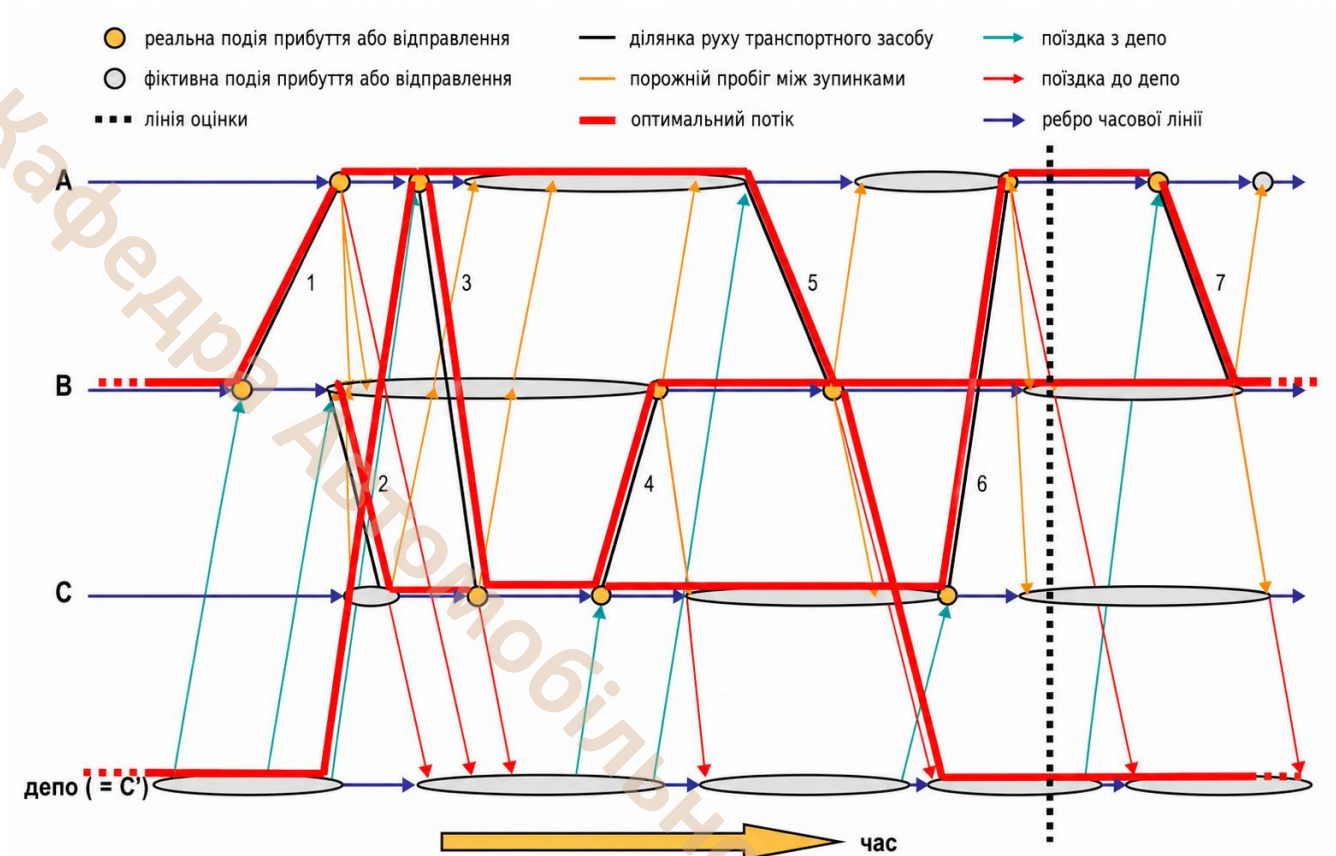 реальна подія прибуття або відправлення
фіктивна подія прибуття або відправлення
лінія оцінки
ділянка руху транспортного засобу
порожній пробіг між зупинками
оптимальний потік
поїздка з депо
поїздка до депо
ребро часової лінії
A
1
3
5
7
B
2
4
6
C
депо ( = C')
час
Кафедра Автомобільно